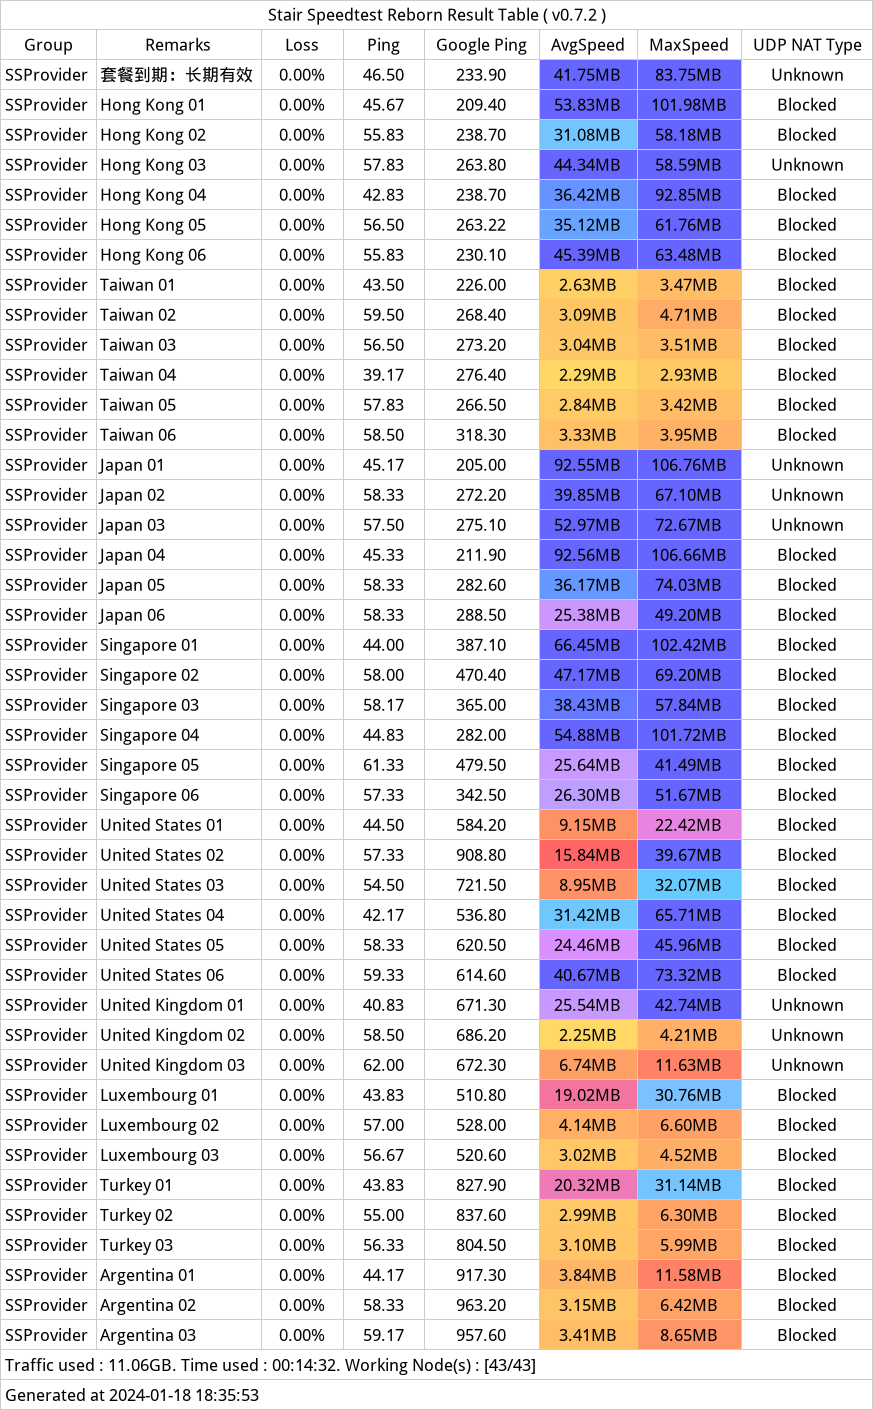 Stair Speedtest Reborn Result Table ( v0.7.2 )
Group Remarks Loss Ping Google Ping AvgSpeed MaxSpeed UDP NAT Type
SSProvider 套餐到期：长期有效 0.00% 46.50 233.90 41.75MB 83.75MB Unknown
SSProvider Hong Kong 01 0.00% 45.67 209.40 53.83MB 101.98MB Blocked
SSProvider Hong Kong 02 0.00% 55.83 238.70 31.08MB 58.18MB Blocked
SSProvider Hong Kong 03 0.00% 57.83 263.80 44.34MB 58.59MB Unknown
SSProvider Hong Kong 04 0.00% 42.83 238.70 36.42MB 92.85MB Blocked
SSProvider Hong Kong 05 0.00% 56.50 263.22 35.12MB 61.76MB Blocked
SSProvider Hong Kong 06 0.00% 55.83 230.10 45.39MB 63.48MB Blocked
SSProvider Taiwan 01 0.00% 43.50 226.00 2.63MB 3.47MB Blocked
SSProvider Taiwan 02 0.00% 59.50 268.40 3.09MB 4.71MB Blocked
SSProvider Taiwan 03 0.00% 56.50 273.20 3.04MB 3.51MB Blocked
SSProvider Taiwan 04 0.00% 39.17 276.40 2.29MB 2.93MB Blocked
SSProvider Taiwan 05 0.00% 57.83 266.50 2.84MB 3.42MB Blocked
SSProvider Taiwan 06 0.00% 58.50 318.30 3.33MB 3.95MB Blocked
SSProvider Japan 01 0.00% 45.17 205.00 92.55MB 106.76MB Unknown
SSProvider Japan 02 0.00% 58.33 272.20 39.85MB 67.10MB Unknown
SSProvider Japan 03 0.00% 57.50 275.10 52.97MB 72.67MB Unknown
SSProvider Japan 04 0.00% 45.33 211.90 92.56MB 106.66MB Blocked
SSProvider Japan 05 0.00% 58.33 282.60 36.17MB 74.03MB Blocked
SSProvider Japan 06 0.00% 58.33 288.50 25.38MB 49.20MB Blocked
SSProvider Singapore 01 0.00% 44.00 387.10 66.45MB 102.42MB Blocked
SSProvider Singapore 02 0.00% 58.00 470.40 47.17MB 69.20MB Blocked
SSProvider Singapore 03 0.00% 58.17 365.00 38.43MB 57.84MB Blocked
SSProvider Singapore 04 0.00% 44.83 282.00 54.88MB 101.72MB Blocked
SSProvider Singapore 05 0.00% 61.33 479.50 25.64MB 41.49MB Blocked
SSProvider Singapore 06 0.00% 57.33 342.50 26.30MB 51.67MB Blocked
SSProvider United States 01 0.00% 44.50 584.20 9.15MB 22.42MB Blocked
SSProvider United States 02 0.00% 57.33 908.80 15.84MB 39.67MB Blocked
SSProvider United States 03 0.00% 54.50 721.50 8.95MB 32.07MB Blocked
SSProvider United States 04 0.00% 42.17 536.80 31.42MB 65.71MB Blocked
SSProvider United States 05 0.00% 58.33 620.50 24.46MB 45.96MB Blocked
SSProvider United States 06 0.00% 59.33 614.60 40.67MB 73.32MB Blocked
SSProvider United Kingdom 01 0.00% 40.83 671.30 25.54MB 42.74MB Unknown
SSProvider United Kingdom 02 0.00% 58.50 686.20 2.25MB 4.21MB Unknown
SSProvider United Kingdom 03 0.00% 62.00 672.30 6.74MB 11.63MB Unknown
SSProvider Luxembourg 01 0.00% 43.83 510.80 19.02MB 30.76MB Blocked
SSProvider Luxembourg 02 0.00% 57.00 528.00 4.14MB 6.60MB Blocked
SSProvider Luxembourg 03 0.00% 56.67 520.60 3.02MB 4.52MB Blocked
SSProvider Turkey 01 0.00% 43.83 827.90 20.32MB 31.14MB Blocked
SSProvider Turkey 02 0.00% 55.00 837.60 2.99MB 6.30MB Blocked
SSProvider Turkey 03 0.00% 56.33 804.50 3.10MB 5.99MB Blocked
SSProvider Argentina 01 0.00% 44.17 917.30 3.84MB 11.58MB Blocked
SSProvider Argentina 02 0.00% 58.33 963.20 3.15MB 6.42MB Blocked
SSProvider Argentina 03 0.00% 59.17 957.60 3.41MB 8.65MB Blocked
Traffic used : 11.06GB. Time used : 00:14:32. Working Node(s) : [43/43]
Generated at 2024-01-18 18:35:53